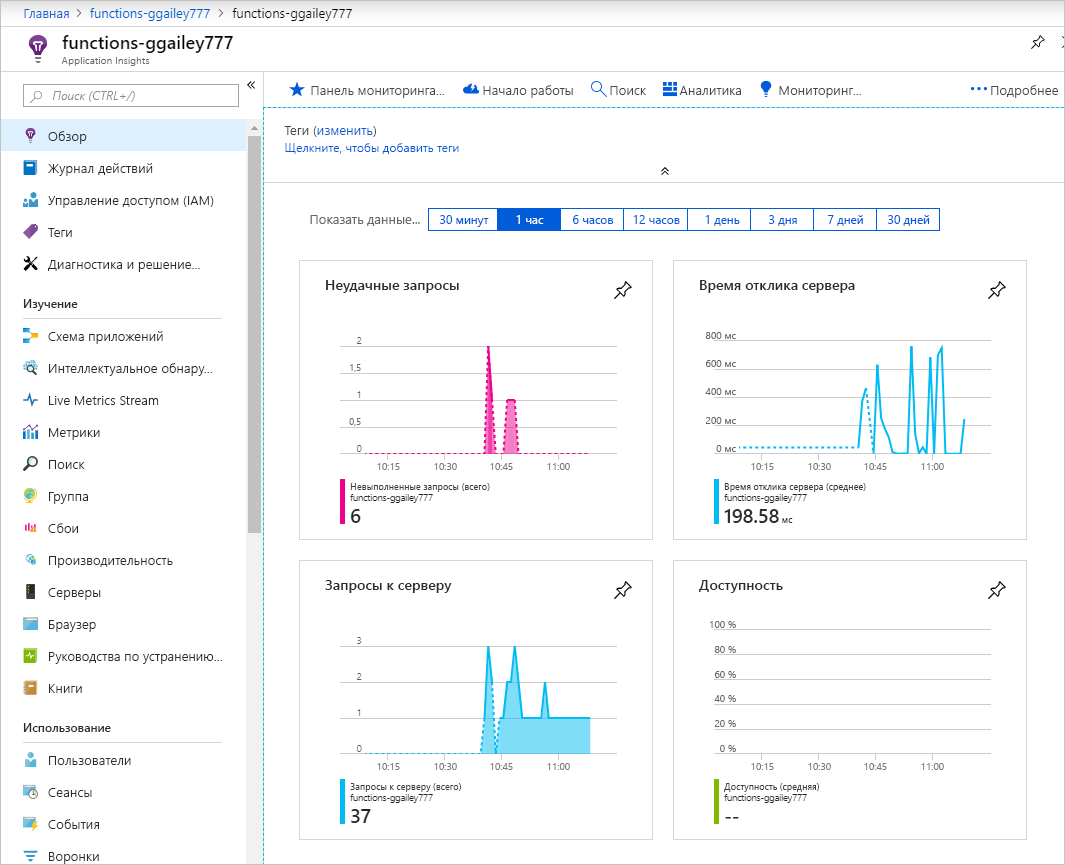 Главная > functions-ggailey777 > functions-ggailey777
functions-ggailey777
Application Insights
Поиск (CTRL+/)
«
Обзор
Журнал действий
Управление доступом (IAM)
Теги
Диагностика и решение...
Изучение
Схема приложений
Интеллектуальное обнару...
Live Metrics Stream
Метрики
Поиск
Группа
Сбои
Производительность
Серверы
Браузер
Руководства по устранению...
Книги
Использование
Пользователи
Сеансы
События
Воронки
Панель мониторинга... Начало работы Поиск Аналитика Мониторинг... Подробнее
Теги (изменить)
Щелкните, чтобы добавить теги
Показать данные... 30 минут 1 час 6 часов 12 часов 1 день 3 дня 7 дней 30 дней
Неудачные запросы
2
1,5
1
0,5
0
10:15 10:30 10:45 11:00
Невыполненные запросы (всего)
functions-ggailey777
6
Время отклика сервера
800 мс
600 мс
400 мс
200 мс
0 мс
10:15 10:30 10:45 11:00
Время отклика сервера (среднее)
functions-ggailey777
198.58 мс
Запросы к серверу
3
2
1
0
10:15 10:30 10:45 11:00
Запросы к серверу (всего)
functions-ggailey777
37
Доступность
100 %
80 %
60 %
40 %
20 %
0 %
10:15 10:30 10:45 11:00
Доступность (средняя)
functions-ggailey777
--